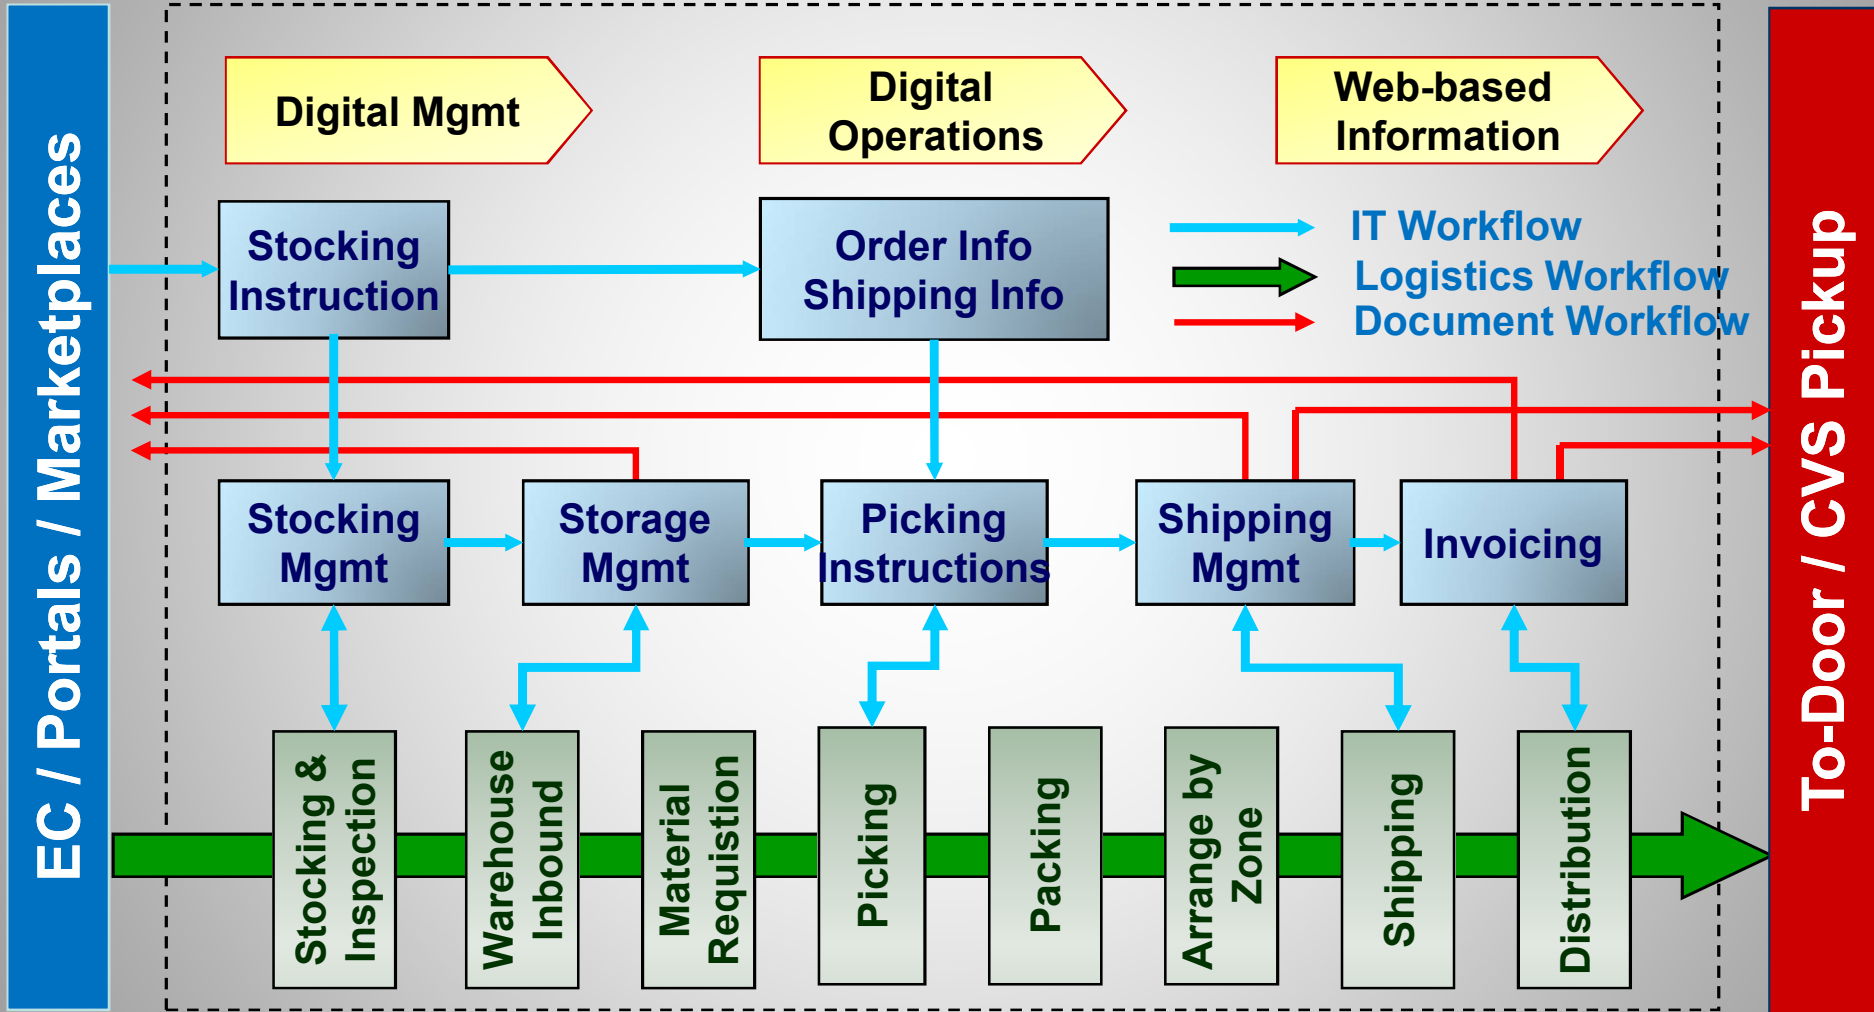 EC / Portals / Marketplaces
Digital Mgmt
Digital
Operations
Web-based
Information
Stocking
Instruction
Order Info
Shipping Info
IT Workflow
Logistics Workflow
Document Workflow
Stocking
Mgmt
Storage
Mgmt
Picking
Instructions
Shipping
Mgmt
Invoicing
Stocking &
Inspection
Warehouse
Inbound
Material
Requistion
Picking
Packing
Arrange by
Zone
Shipping
Distribution
To-Door / CVS Pickup